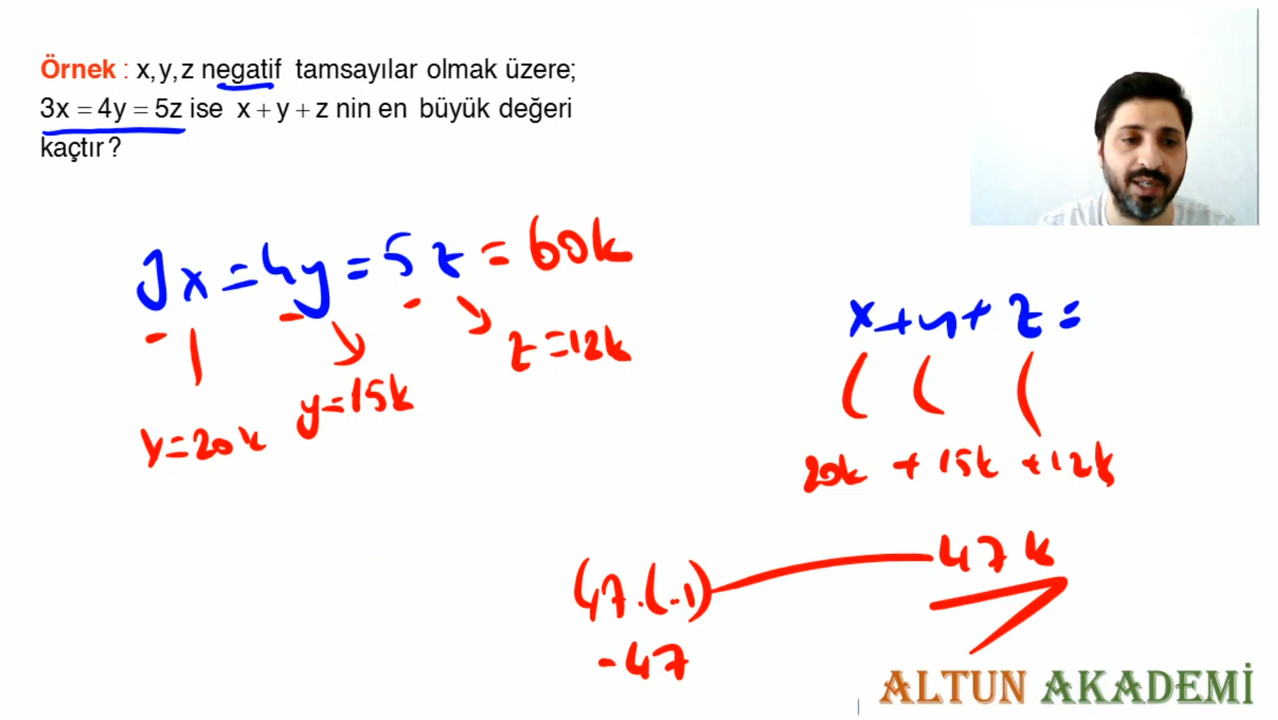 Örnek : x,y,z negatif tamsayılar olmak üzere;
3x = 4y = 5z ise x + y + z nin en büyük değeri
kaçtır ?
3x = 4y = 5z = 60k
z = 12k
y = 15k
x = 20k
x + y + z =
20k + 15k + 12k
47k
(47.(-1)
-47
ALTUN AKADEMİ